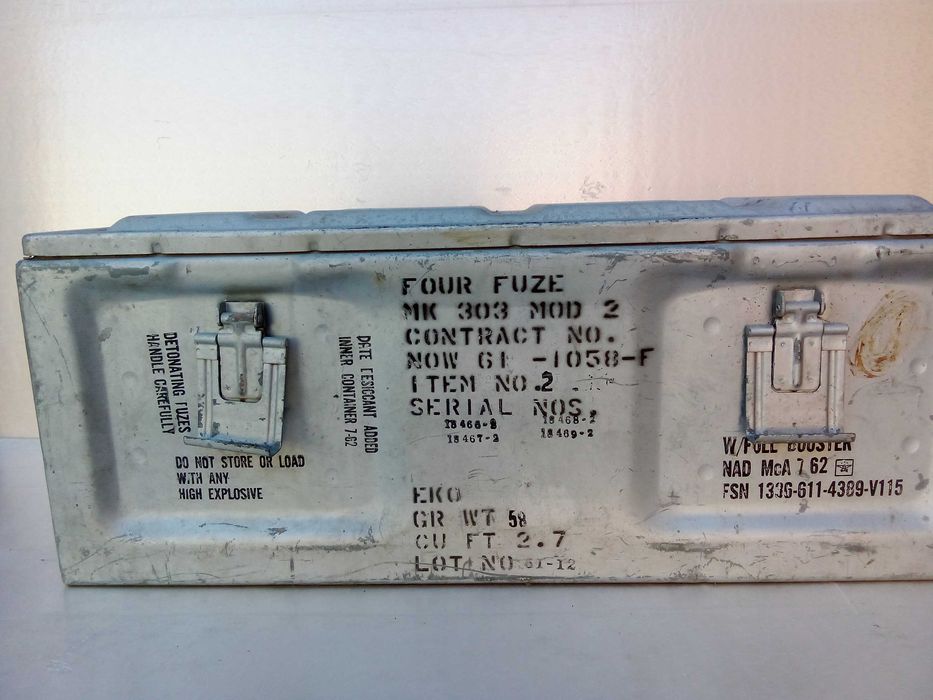 FOUR FUZE
MK 303 MOD 2
CONTRACT NO.
NOW 61 -1058-F
ITEM NO.2
SERIAL NOS.
18466-2 18468-2
18467-2 18469-2
EKO
GR WT 58
CU FT 2.7
LOT NO 61-12
DETONATING FUZES
HANDLE CAREFULLY
DATE DESICCANT ADDED
INNER CONTAINER 7-62
DO NOT STORE OR LOAD
WITH ANY
HIGH EXPLOSIVE
W/FULL BOOSTER
NAD McA 7 62
FSN 1336-611-4389-V115